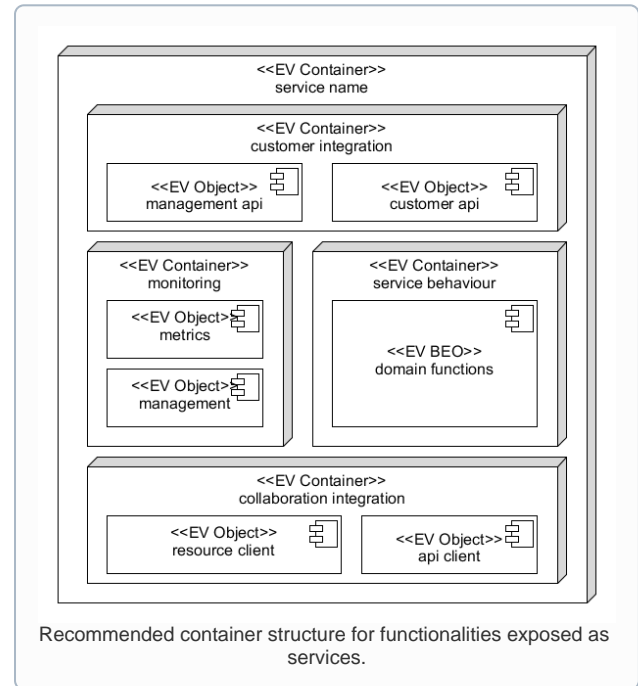 <<EV Container>>
service name
<<EV Container>>
customer integration
<<EV Object>>
management api
<<EV Object>>
customer api
<<EV Container>>
monitoring
<<EV Object>>
metrics
<<EV Object>>
management
<<EV Container>>
service behaviour
<<EV BEO>>
domain functions
<<EV Container>>
collaboration integration
<<EV Object>>
resource client
<<EV Object>>
api client
Recommended container structure for functionalities exposed as
services.